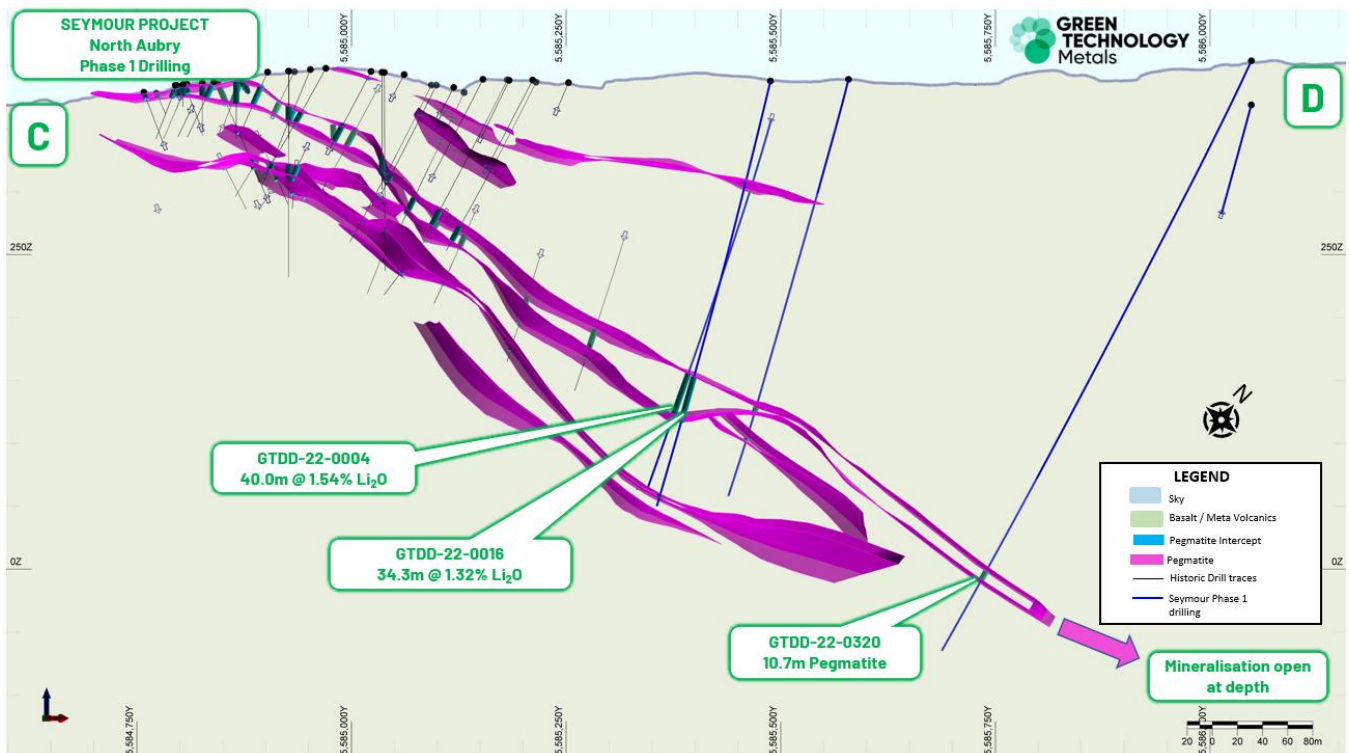 SEYMOUR PROJECT
North Aubry
Phase 1 Drilling
5,585,000Y
5,585,250Y
5,585,500Y
5,585,750Y
5,586,000Y
GREEN
TECHNOLOGY
Metals
C
D
250Z
250Z
N
GTDD-22-0004
40.0m @ 1.54% Li₂O
GTDD-22-0016
34.3m @ 1.32% Li₂O
GTDD-22-0320
10.7m Pegmatite
0Z
0Z
LEGEND
Sky
Basalt / Meta Volcanics
Pegmatite Intercept
Pegmatite
Historic Drill traces
Seymour Phase 1
drilling
Mineralisation open
at depth
5,584,750Y
5,585,000Y
5,585,250Y
5,585,500Y
5,585,750Y
5,586,000Y
20 0 20 40 60 80m